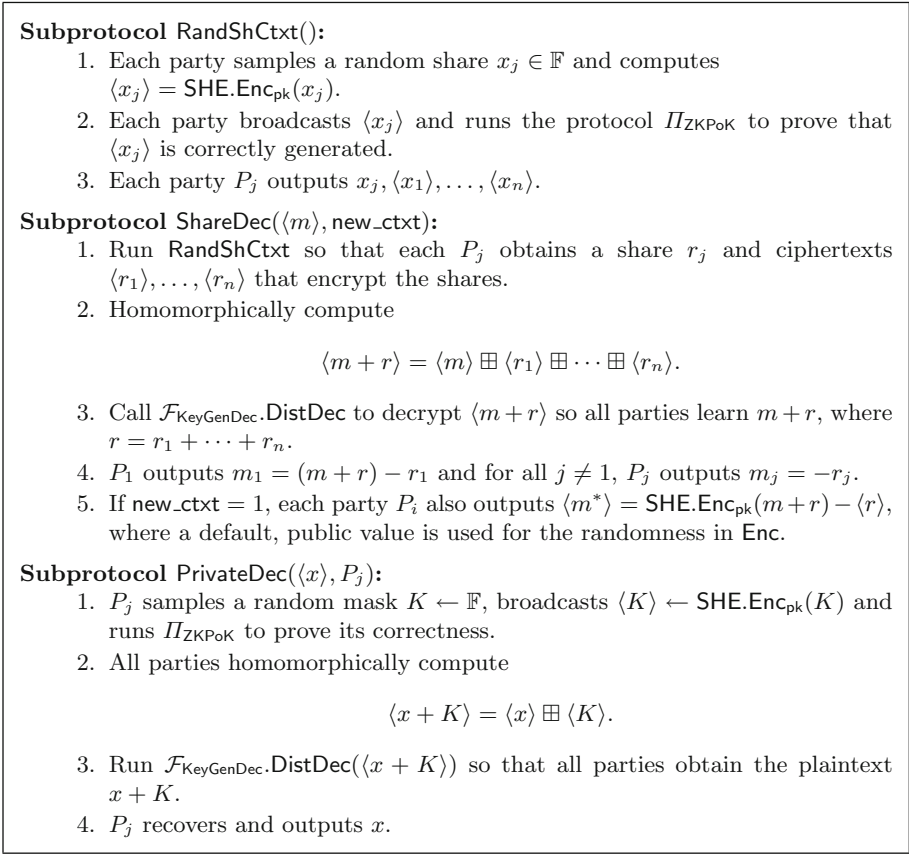 Subprotocol RandShCtxt():
1. Each party samples a random share x_j ∈ 𝔽 and computes
⟨x_j⟩ = SHE.Enc_pk(x_j).
2. Each party broadcasts ⟨x_j⟩ and runs the protocol Π_ZKPoK to prove that
⟨x_j⟩ is correctly generated.
3. Each party P_j outputs x_j, ⟨x_1⟩, . . . , ⟨x_n⟩.
Subprotocol ShareDec(⟨m⟩, new_ctxt):
1. Run RandShCtxt so that each P_j obtains a share r_j and ciphertexts
⟨r_1⟩, . . . , ⟨r_n⟩ that encrypt the shares.
2. Homomorphically compute
⟨m + r⟩ = ⟨m⟩ ⊞ ⟨r_1⟩ ⊞ · · · ⊞ ⟨r_n⟩.
3. Call ℱ_KeyGenDec.DistDec to decrypt ⟨m + r⟩ so all parties learn m + r, where
r = r_1 + · · · + r_n.
4. P_1 outputs m_1 = (m + r) − r_1 and for all j ≠ 1, P_j outputs m_j = −r_j.
5. If new_ctxt = 1, each party P_i also outputs ⟨m*⟩ = SHE.Enc_pk(m + r) − ⟨r⟩,
where a default, public value is used for the randomness in Enc.
Subprotocol PrivateDec(⟨x⟩, P_j):
1. P_j samples a random mask K ← 𝔽, broadcasts ⟨K⟩ ← SHE.Enc_pk(K) and
runs Π_ZKPoK to prove its correctness.
2. All parties homomorphically compute
⟨x + K⟩ = ⟨x⟩ ⊞ ⟨K⟩.
3. Run ℱ_KeyGenDec.DistDec(⟨x + K⟩) so that all parties obtain the plaintext
x + K.
4. P_j recovers and outputs x.